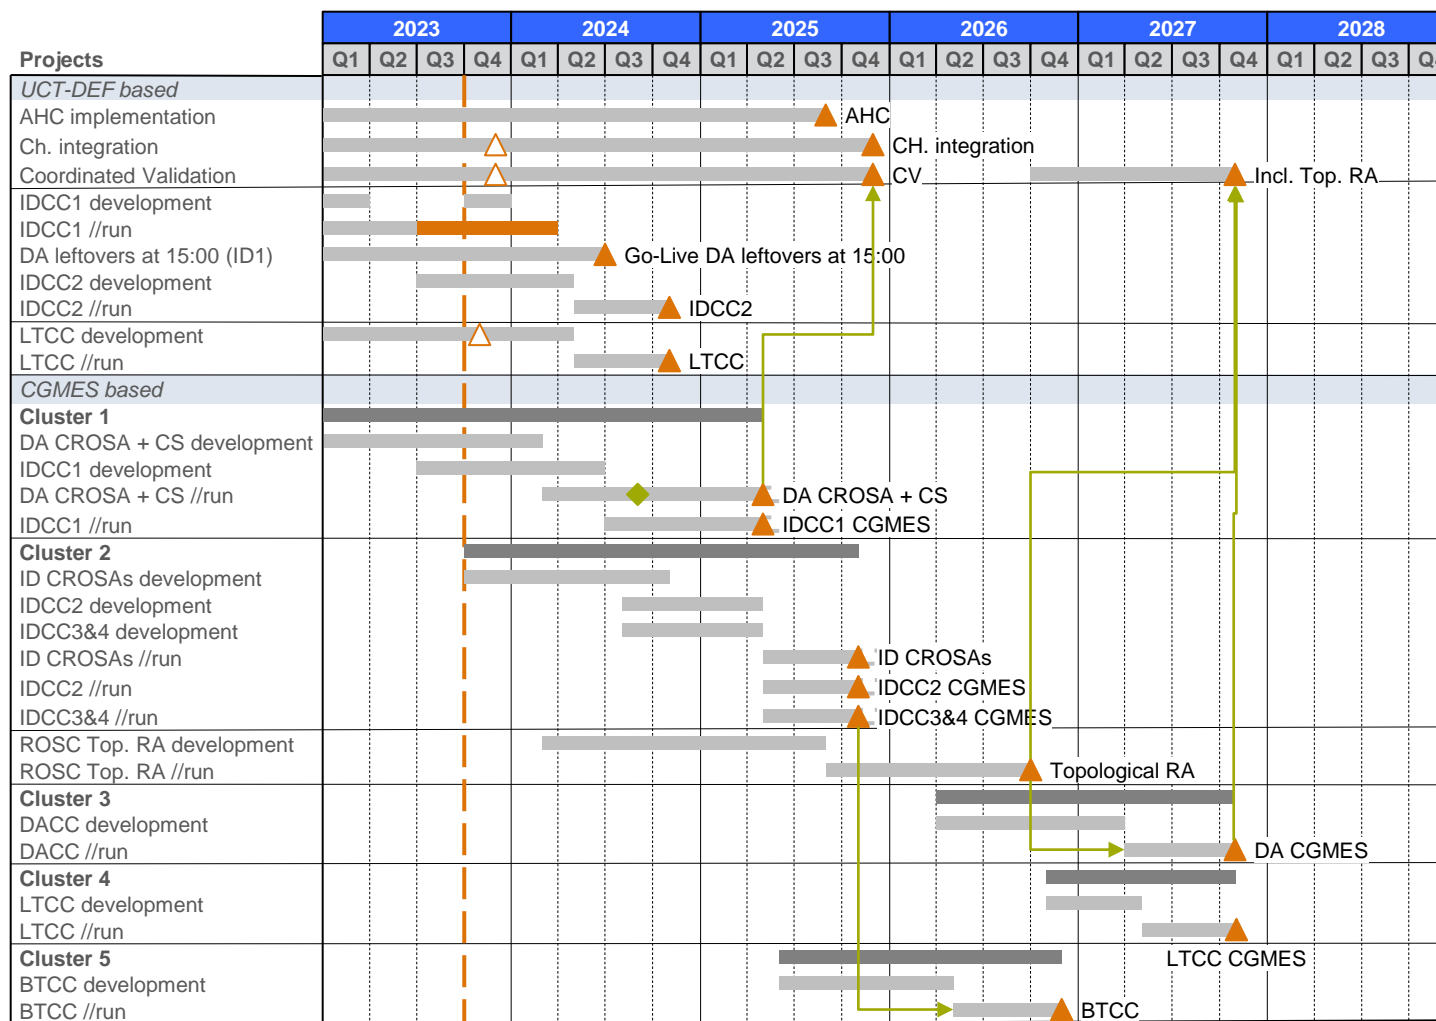 2023 2024 2025 2026 2027 2028
Projects Q1 Q2 Q3 Q4 Q1 Q2 Q3 Q4 Q1 Q2 Q3 Q4 Q1 Q2 Q3 Q4 Q1 Q2 Q3 Q4 Q1 Q2 Q3
UCT-DEF based
AHC implementation AHC
Ch. integration CH. integration
Coordinated Validation CV Incl. Top. RA
IDCC1 development
IDCC1 //run
DA leftovers at 15:00 (ID1) Go-Live DA leftovers at 15:00
IDCC2 development
IDCC2 //run IDCC2
LTCC development
LTCC //run LTCC
CGMES based
Cluster 1
DA CROSA + CS development
IDCC1 development
DA CROSA + CS //run DA CROSA + CS
IDCC1 //run IDCC1 CGMES
Cluster 2
ID CROSAs development
IDCC2 development
IDCC3&4 development
ID CROSAs //run ID CROSAs
IDCC2 //run IDCC2 CGMES
IDCC3&4 //run IDCC3&4 CGMES
ROSC Top. RA development
ROSC Top. RA //run Topological RA
Cluster 3
DACC development
DACC //run DA CGMES
Cluster 4
LTCC development
LTCC //run
Cluster 5 LTCC CGMES
BTCC development
BTCC //run BTCC